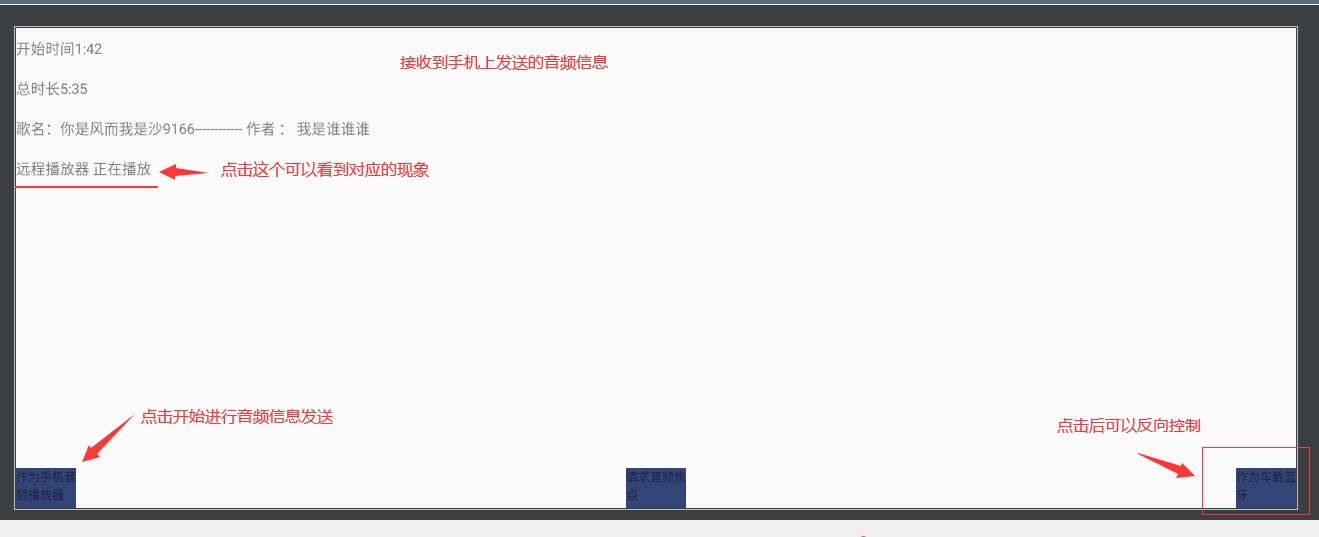 开始时间1:42
接收到手机上发送的音频信息
总时长5:35
歌名：你是风而我是沙9166------------ 作者 ： 我是谁谁谁
远程播放器 正在播放
点击这个可以看到对应的现象
点击开始进行音频信息发送
点击后可以反向控制
作为手机音
频播放器
请求音频焦
点
作为车载蓝
牙